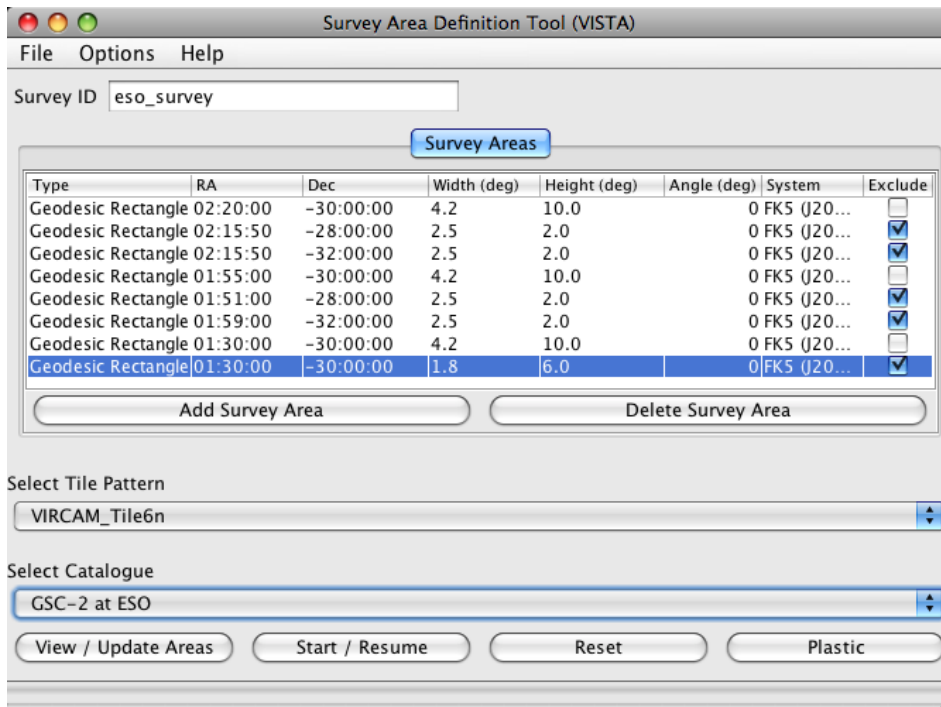 Survey Area Definition Tool (VISTA)
File Options Help
Survey ID eso_survey
Survey Areas
Type RA Dec Width (deg) Height (deg) Angle (deg) System Exclude
Geodesic Rectangle 02:20:00 -30:00:00 4.2 10.0 0 FK5 (J20...
Geodesic Rectangle 02:15:50 -28:00:00 2.5 2.0 0 FK5 (J20...
Geodesic Rectangle 02:15:50 -32:00:00 2.5 2.0 0 FK5 (J20...
Geodesic Rectangle 01:55:00 -30:00:00 4.2 10.0 0 FK5 (J20...
Geodesic Rectangle 01:51:00 -28:00:00 2.5 2.0 0 FK5 (J20...
Geodesic Rectangle 01:59:00 -32:00:00 2.5 2.0 0 FK5 (J20...
Geodesic Rectangle 01:30:00 -30:00:00 4.2 10.0 0 FK5 (J20...
Geodesic Rectangle 01:30:00 -30:00:00 1.8 6.0 0 FK5 (J20...
Add Survey Area Delete Survey Area
Select Tile Pattern
VIRCAM_Tile6n
Select Catalogue
GSC-2 at ESO
View / Update Areas Start / Resume Reset Plastic